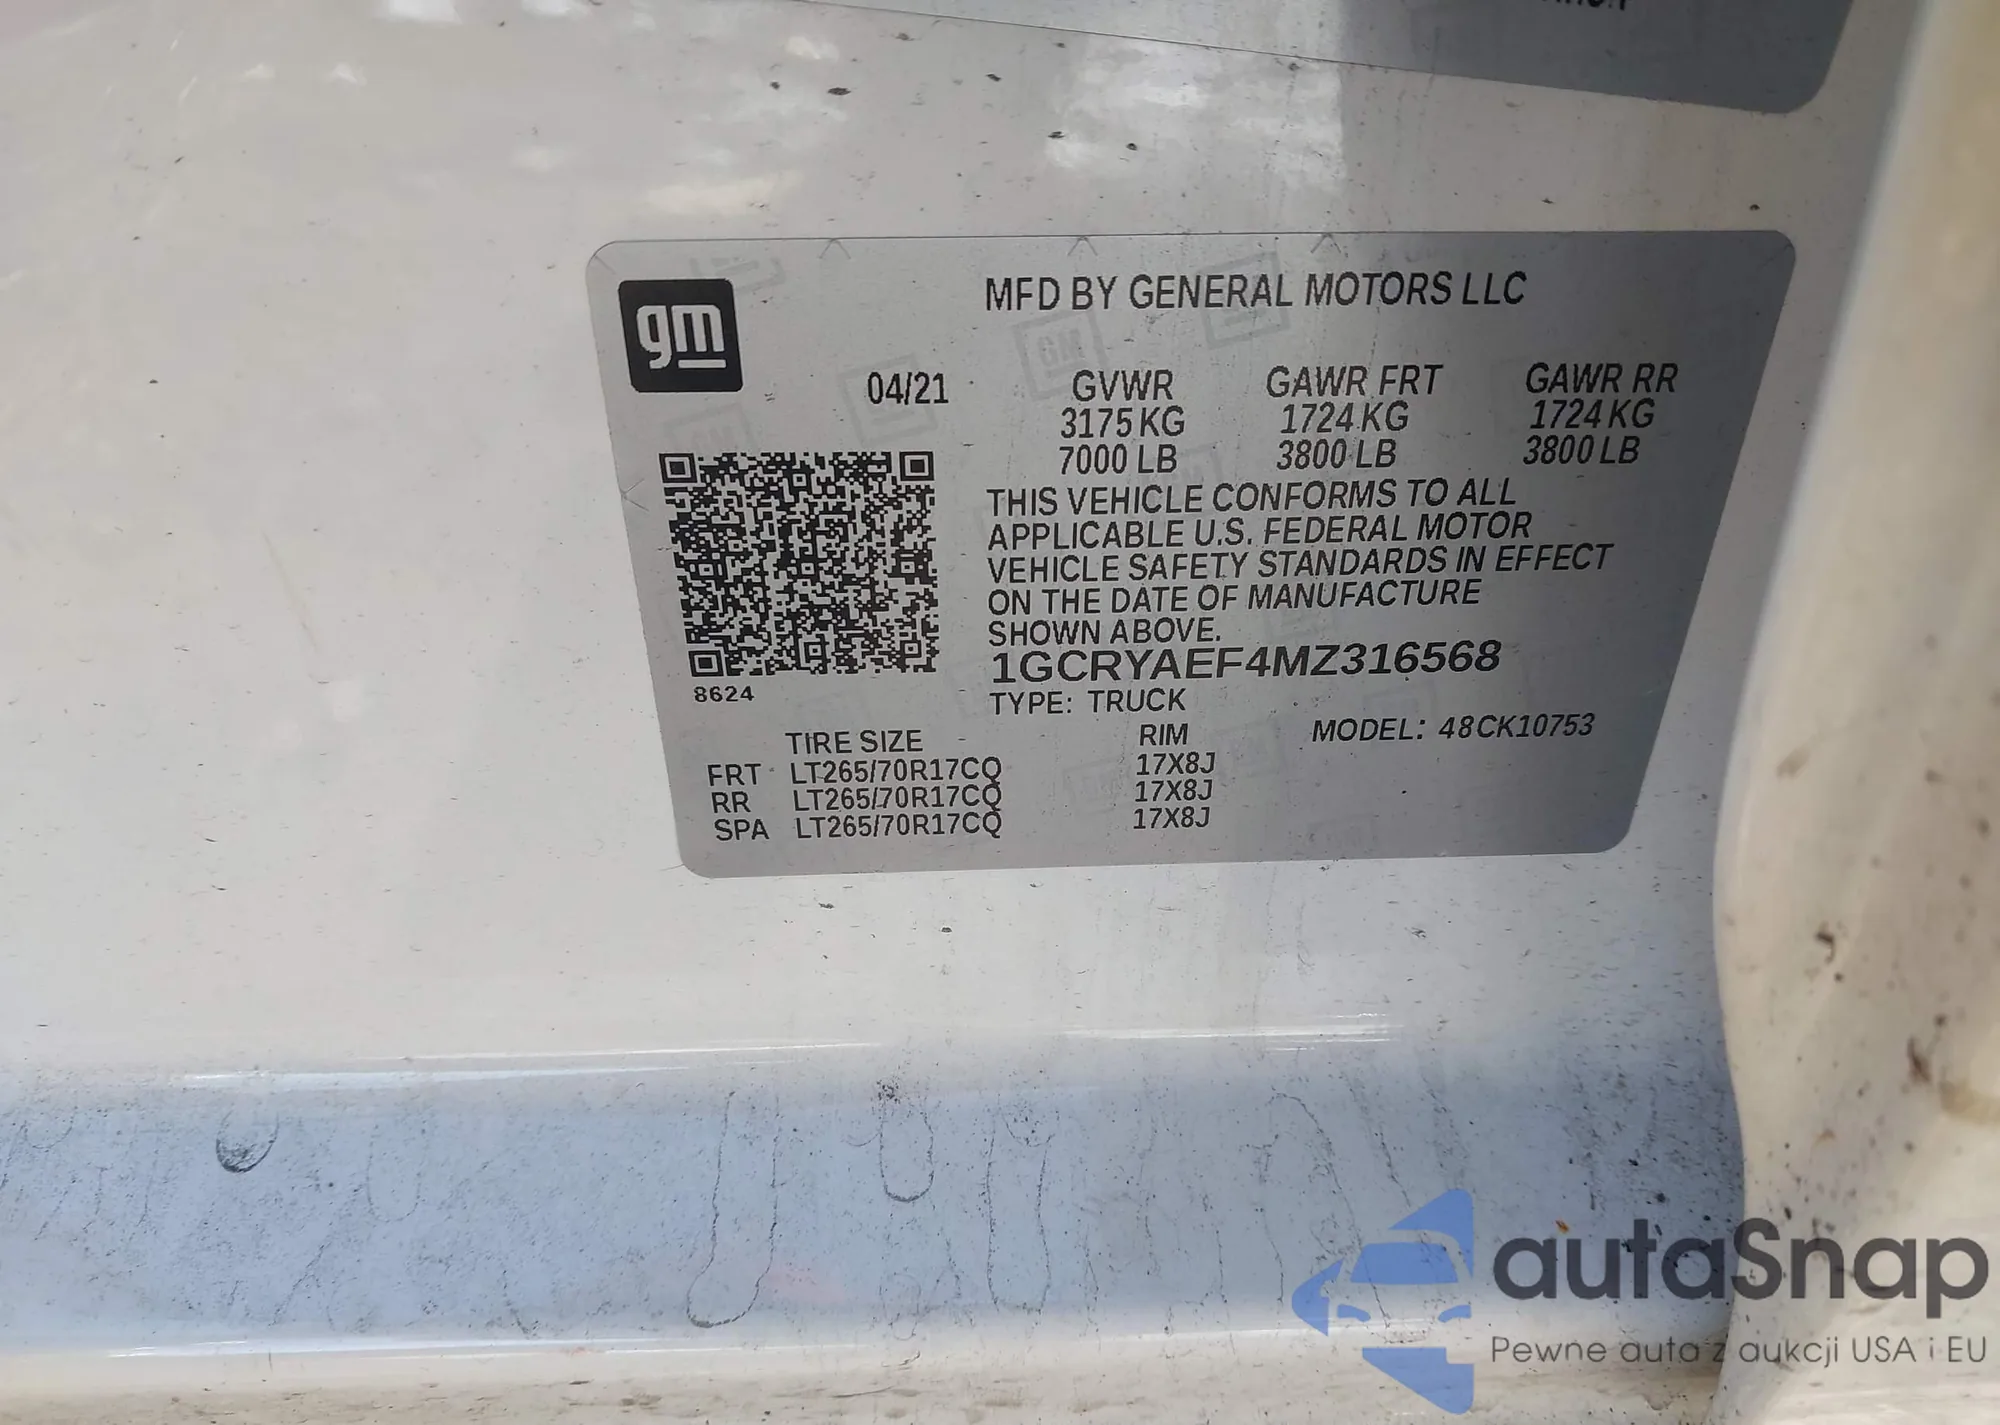 gm
MFD BY GENERAL MOTORS LLC
04/21 GVWR GAWR FRT GAWR RR
3175 KG 1724 KG 1724 KG
7000 LB 3800 LB 3800 LB
THIS VEHICLE CONFORMS TO ALL
APPLICABLE U.S. FEDERAL MOTOR
VEHICLE SAFETY STANDARDS IN EFFECT
ON THE DATE OF MANUFACTURE
SHOWN ABOVE.
1GCRYAEF4MZ316568
8624
TYPE: TRUCK
MODEL: 48CK10753
TIRE SIZE RIM
FRT LT265/70R17CQ 17X8J
RR LT265/70R17CQ 17X8J
SPA LT265/70R17CQ 17X8J
autaSnap
Pewne auta z aukcji USA i EU